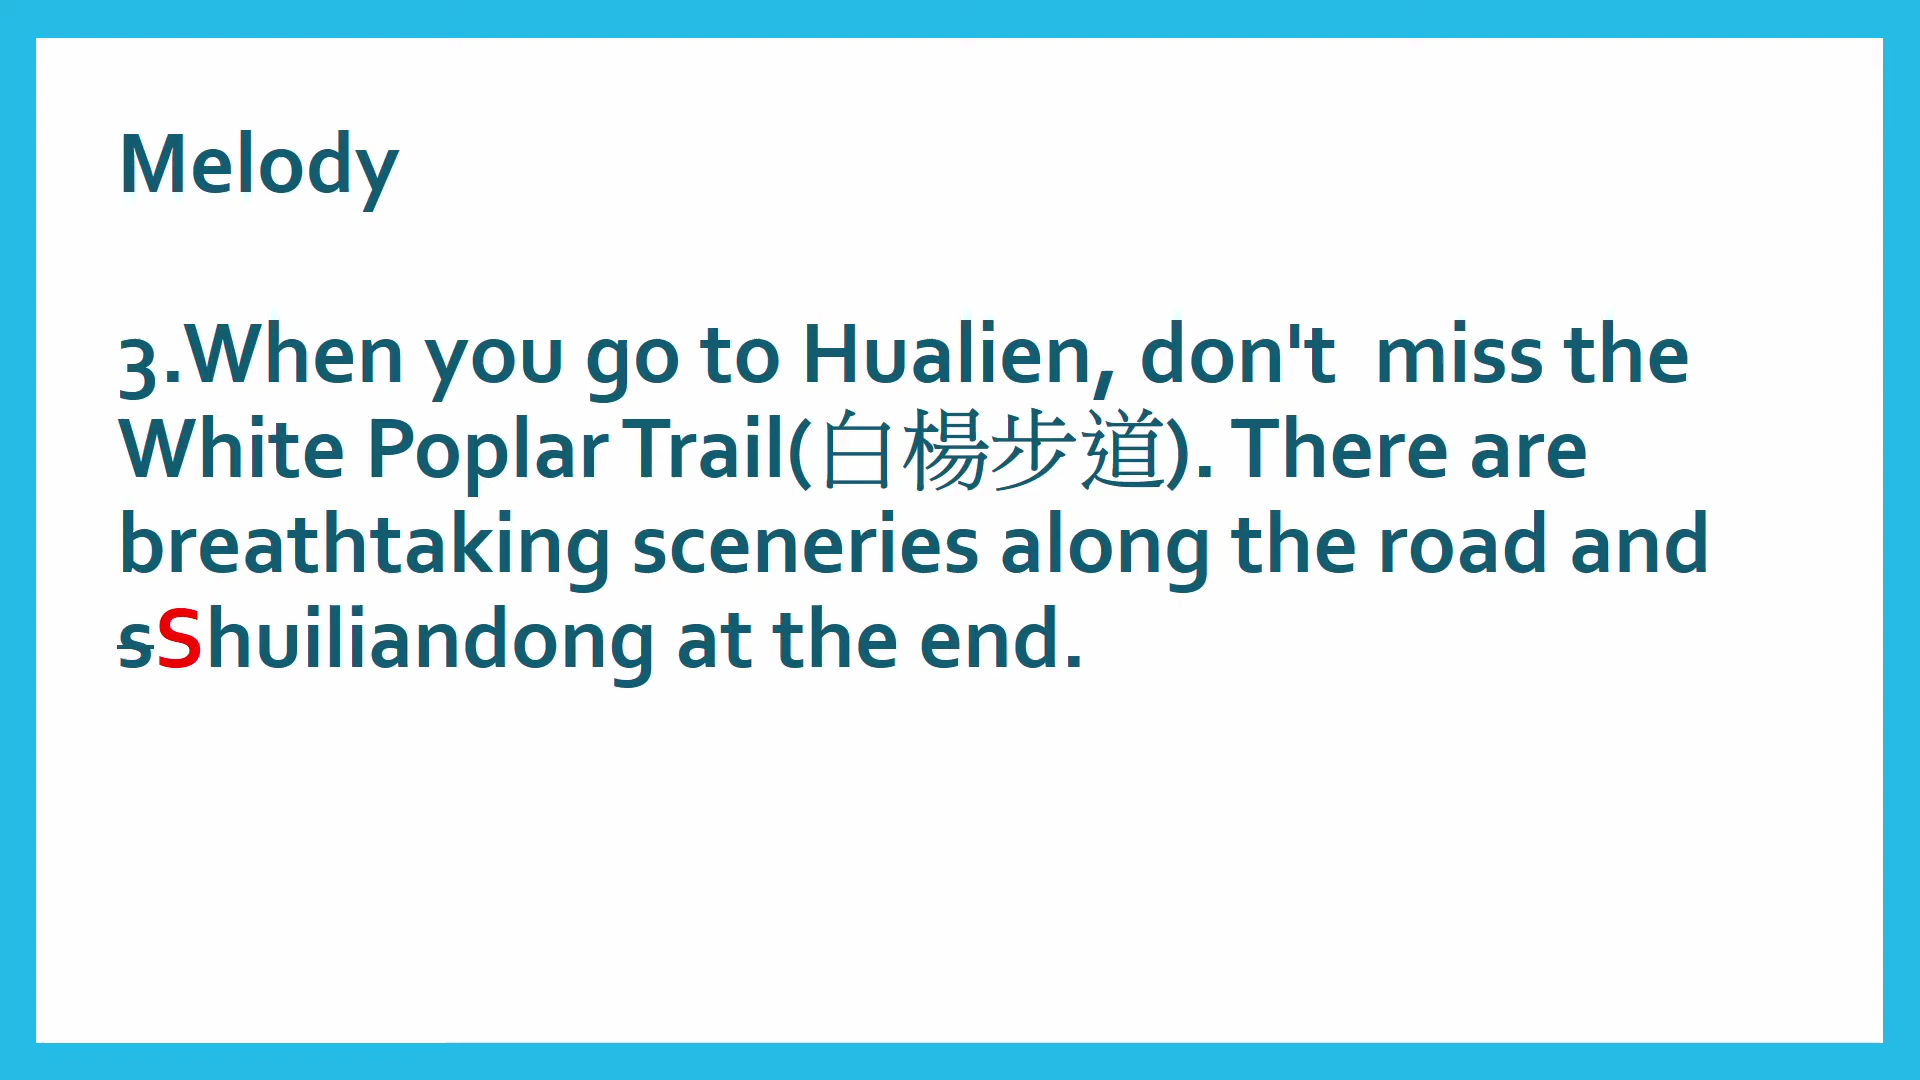 Melody
3.When you go to Hualien, don't  miss the
White Poplar Trail(白楊步道). There are
breathtaking sceneries along the road and
sShuiliandong at the end.